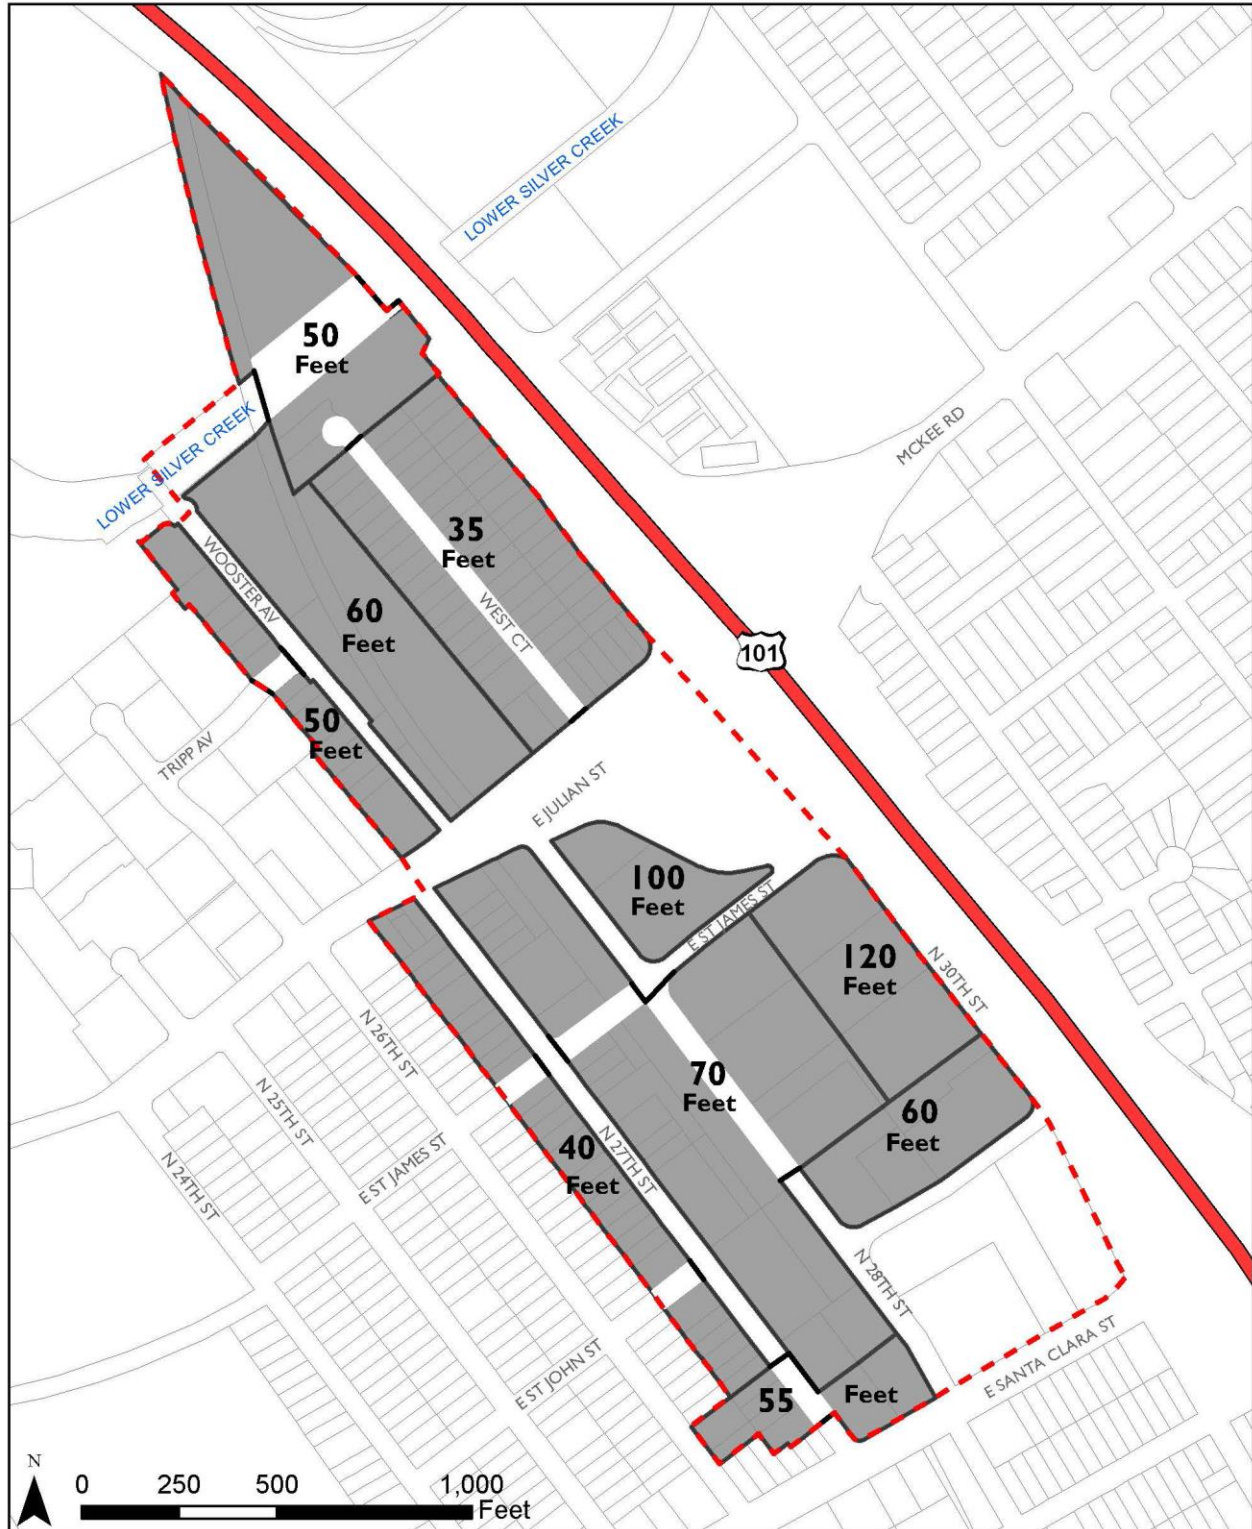 LOWER SILVER CREEK
50
Feet
LOWER SILVER CREEK
MCKEE RD
35
Feet
WOOSTER AV
WEST CT
60
Feet
101
50
Feet
TRIPP AV
E JULIAN ST
100
Feet
E ST JAMES ST
120
Feet
N 30TH ST
N 26TH ST
70
Feet
N 25TH ST
60
Feet
40
Feet
N 27TH ST
E ST JAMES ST
N 24TH ST
N 28TH ST
E ST JOHN ST
E SANTA CLARA ST
55 Feet
N
0 250 500 1,000
Feet